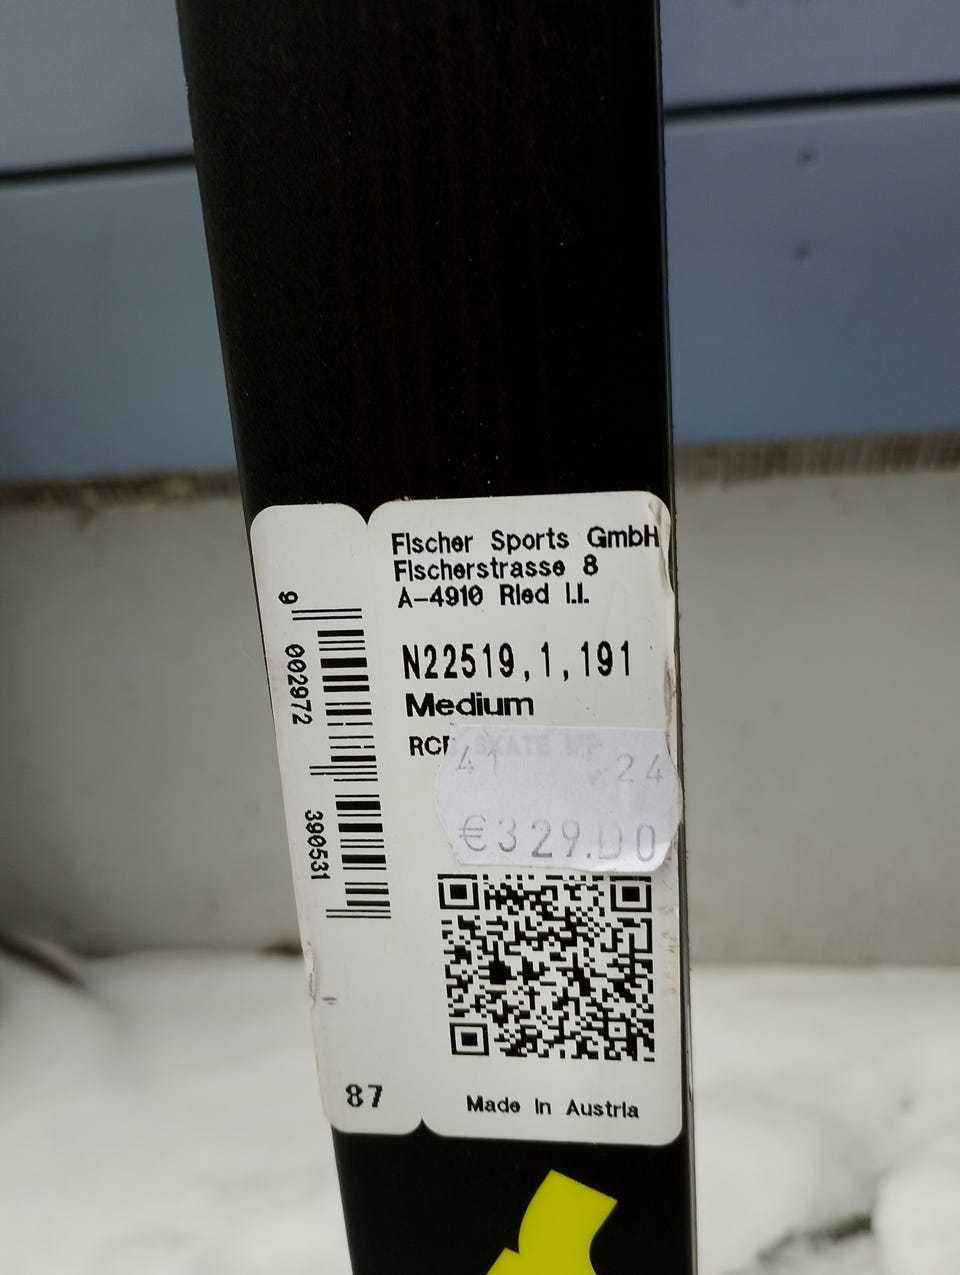 Fischer Sports GmbH
Fischerstrasse 8
A-4910 Ried i.I.
N22519,1,191
Medium
SKATE
41 24
€329.00
9 002972 390531
87
Made in Austria